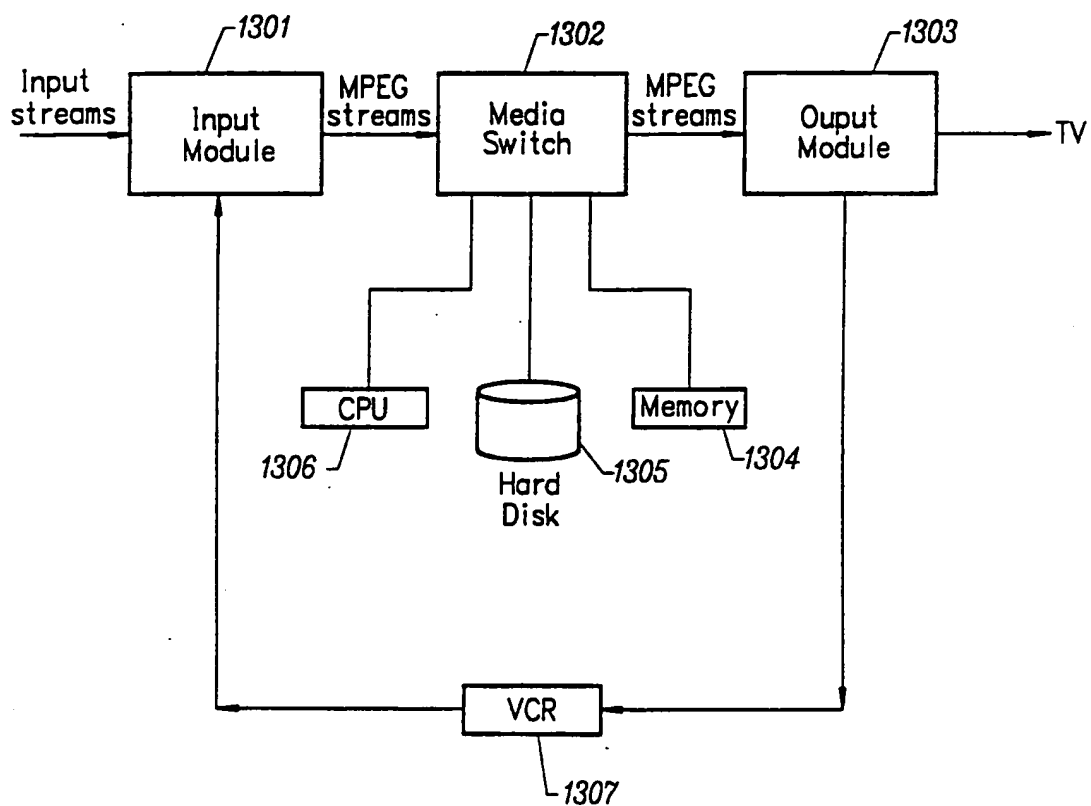 1301
1302
1303
Input
streams
Input
Module
MPEG
streams
Media
Switch
MPEG
streams
Ouput
Module
TV
CPU
1306
1305
Hard
Disk
Memory
1304
VCR
1307